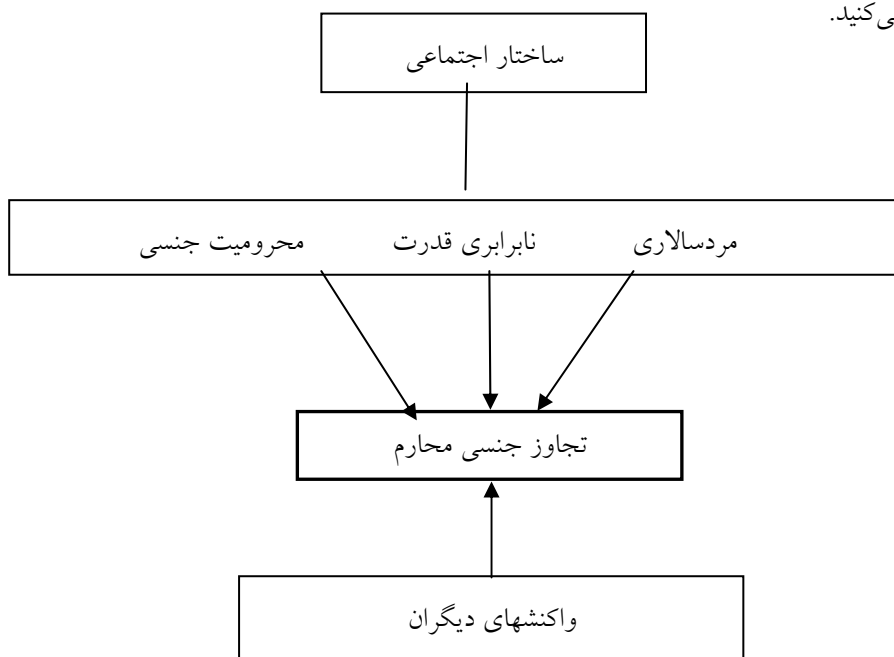 ی‌کنید.
ساختار اجتماعی
مردسالاری نابرابری قدرت محرومیت جنسی
تجاوز جنسی محارم
واکنشهای دیگران